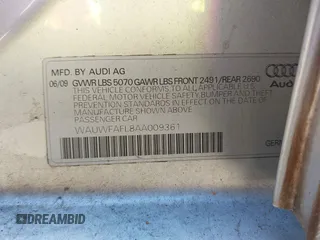 MFD. BY AUDI AG
06/09 GVWR LBS 5070 GAWR LBS FRONT 2491/REAR 2690
THIS VEHICLE CONFORMS TO ALL APPLICABLE U.S.
FEDERAL MOTOR VEHICLE SAFETY, BUMPER AND THEFT
PREVENTION STANDARDS IN EFFECT ON THE DATE OF
MANUFACTURE SHOWN ABOVE
PASSENGER CAR
WAUWFAFL8AA009361
Audi
DREAMBID